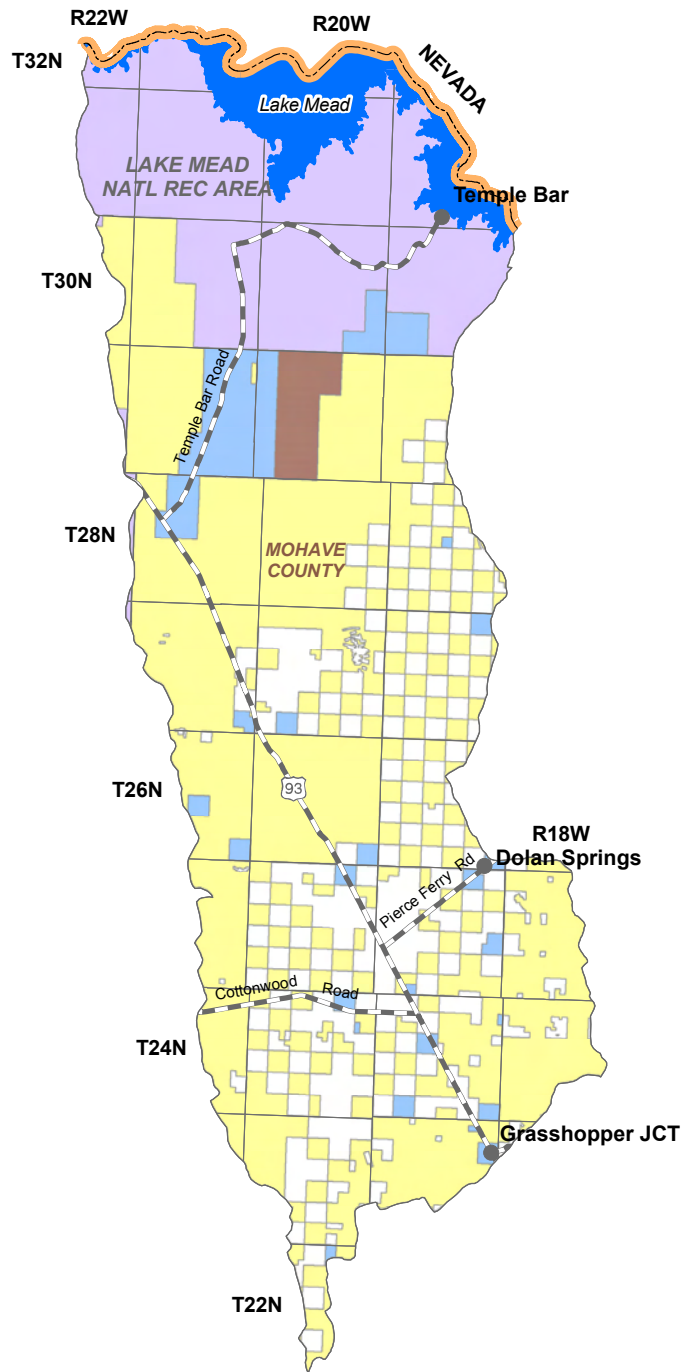 R22W
R20W
T32N
NEVADA
Lake Mead
LAKE MEAD
NATL REC AREA
Temple Bar
T30N
Temple Bar Road
T28N
MOHAVE
COUNTY
93
T26N
R18W
Dolan Springs
Pierce Ferry Rd
Cottonwood Road
T24N
Grasshopper JCT
T22N